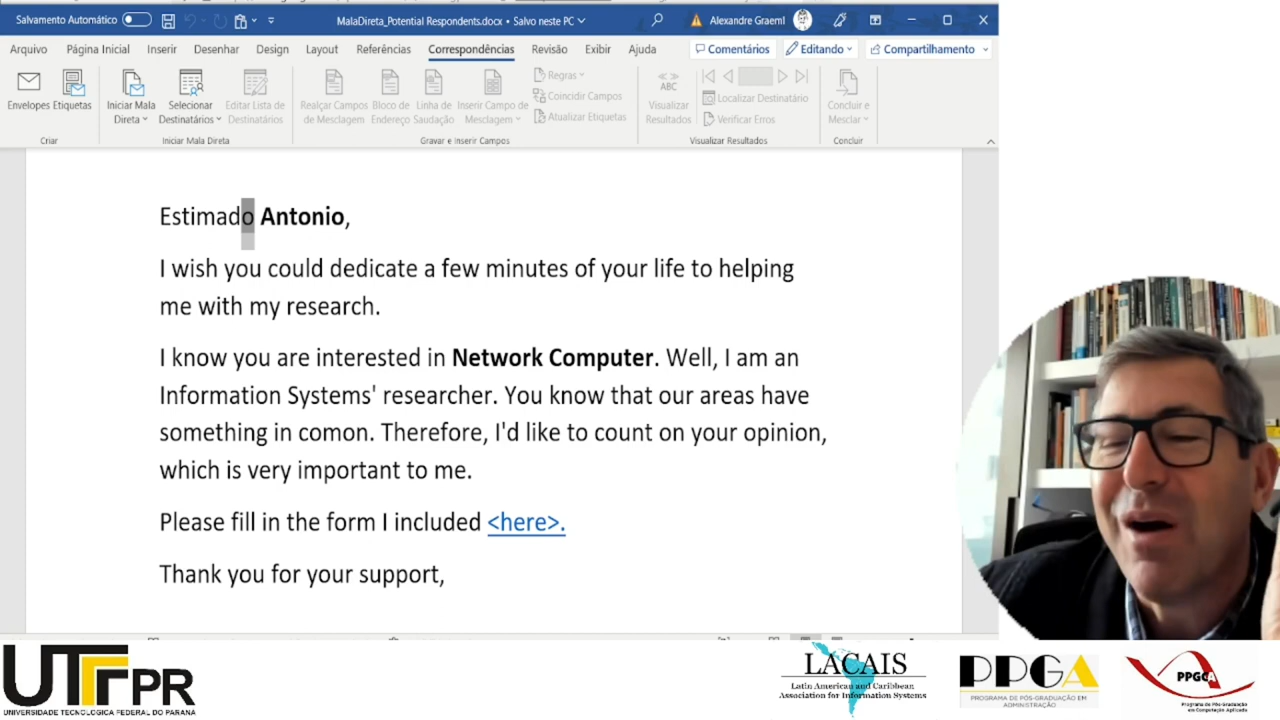 Salvamento Automático
MalaDireta_Potential Respondents.docx • Salvo neste PC
Alexandre Graeml
Arquivo Página Inicial Inserir Desenhar Design Layout Referências Correspondências Revisão Exibir Ajuda
Comentários Editando Compartilhamento
Envelopes Etiquetas
Criar
Iniciar Mala
Direta
Selecionar
Destinatários
Editar Lista de
Destinatários
Iniciar Mala Direta
Realçar Campos
de Mesclagem
Bloco de
Endereço
Linha de
Saudação
Inserir Campo de
Mesclagem
Regras
Coincidir Campos
Atualizar Etiquetas
Gravar e Inserir Campos
ABC
Visualizar
Resultados
Localizar Destinatário
Verificar Erros
Visualizar Resultados
Concluir e
Mesclar
Concluir
Estimado Antonio,
I wish you could dedicate a few minutes of your life to helping
me with my research.
I know you are interested in Network Computer. Well, I am an
Information Systems' researcher. You know that our areas have
something in comon. Therefore, I'd like to count on your opinion,
which is very important to me.
Please fill in the form I included <here>.
Thank you for your support,
UTFPR
UNIVERSIDADE TECNOLÓGICA FEDERAL DO PARANÁ
LACAIS
Latin American and Caribbean
Association for Information Systems
PPGA
PROGRAMA DE PÓS-GRADUAÇÃO EM
ADMINISTRAÇÃO
PPGCA
Programa de Pós-Graduação
em Computação Aplicada